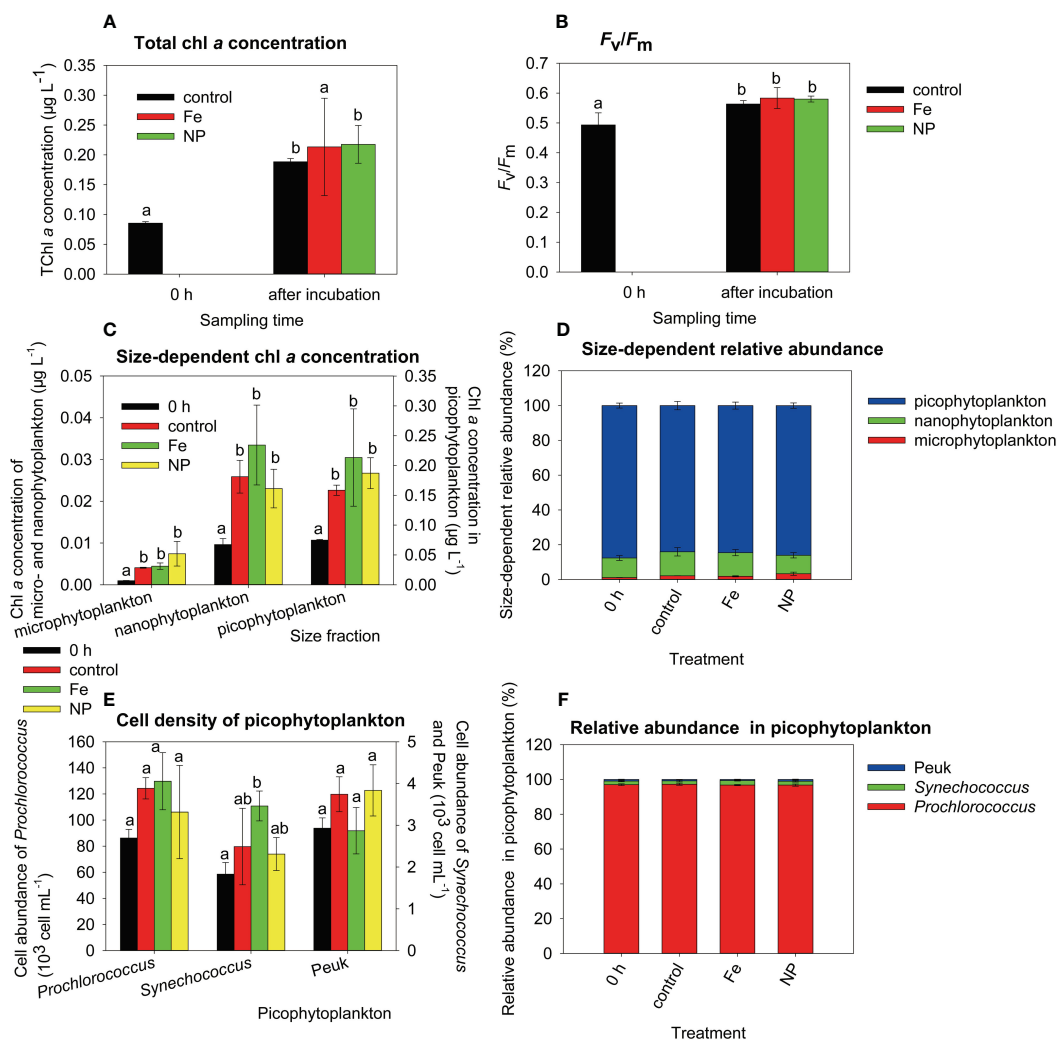 A
Total chl a concentration
TChl a concentration (µg L-1)
0.35
0.30
0.25
0.20
0.15
0.10
0.05
0.00
control
Fe
NP
a
b
a
b
0 h
after incubation
Sampling time
B
Fv/Fm
Fv/Fm
0.7
0.6
0.5
0.4
0.3
0.2
0.1
0.0
a
b
b
b
control
Fe
NP
0 h
after incubation
Sampling time
C
Size-dependent chl a concentration
Chl a concentration of
micro- and nanophytoplankton (µg L-1)
0.05
0.04
0.03
0.02
0.01
0.00
0 h
control
Fe
NP
a
b
b
b
a
b
b
b
a
b
b
b
0.35
0.30
0.25
0.20
0.15
0.10
0.05
0.00
Chl a concentration in
picophytoplankton (µg L-1)
microphytoplankton
nanophytoplankton
picophytoplankton
Size fraction
D
Size-dependent relative abundance
Size-dependent relative abundance (%)
120
100
80
60
40
20
0
picophytoplankton
nanophytoplankton
microphytoplankton
0 h
control
Fe
NP
Treatment
0 h
control
Fe
NP
E
Cell density of picophytoplankton
Cell abundance of Prochlorococcus
(103 cell mL-1)
160
140
120
100
80
60
40
20
0
a
a
a
a
a
ab
b
ab
a
a
a
a
5
4
3
2
1
0
Cell abundance of Synechococcus
and Peuk (103 cell mL-1)
Prochlorococcus
Synechococcus
Peuk
Picophytoplankton
F
Relative abundance in picophytoplankton
Relative abundance in picophytoplankton (%)
120
100
80
60
40
20
0
Peuk
Synechococcus
Prochlorococcus
0 h
control
Fe
NP
Treatment